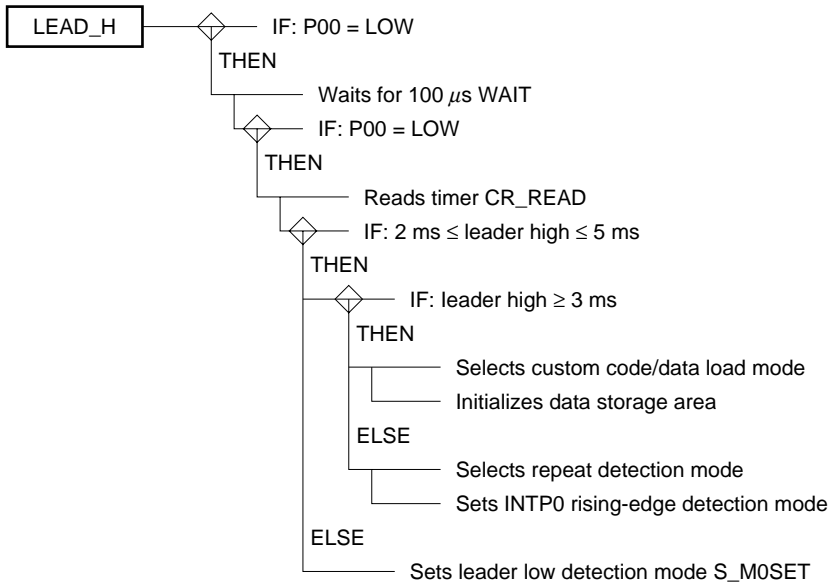 LEAD_H
IF: P00 = LOW
THEN
Waits for 100 μs WAIT
IF: P00 = LOW
THEN
Reads timer CR_READ
IF: 2 ms ≤ leader high ≤ 5 ms
THEN
IF: leader high ≥ 3 ms
THEN
Selects custom code/data load mode
Initializes data storage area
ELSE
Selects repeat detection mode
Sets INTP0 rising-edge detection mode
ELSE
Sets leader low detection mode S_M0SET